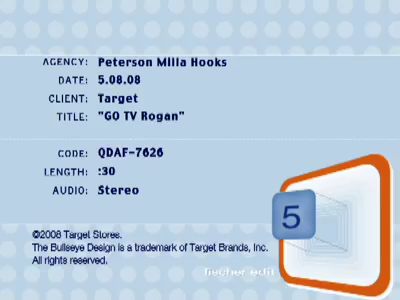 AGENCY: Peterson Milla Hooks
DATE: 5.08.08
CLIENT: Target
TITLE: "GO TV Rogan"
CODE: QDAF-7626
LENGTH: :30
AUDIO: Stereo
5
©2008 Target Stores.
The Bullseye Design is a trademark of Target Brands, Inc.
All rights reserved.
fischer edit